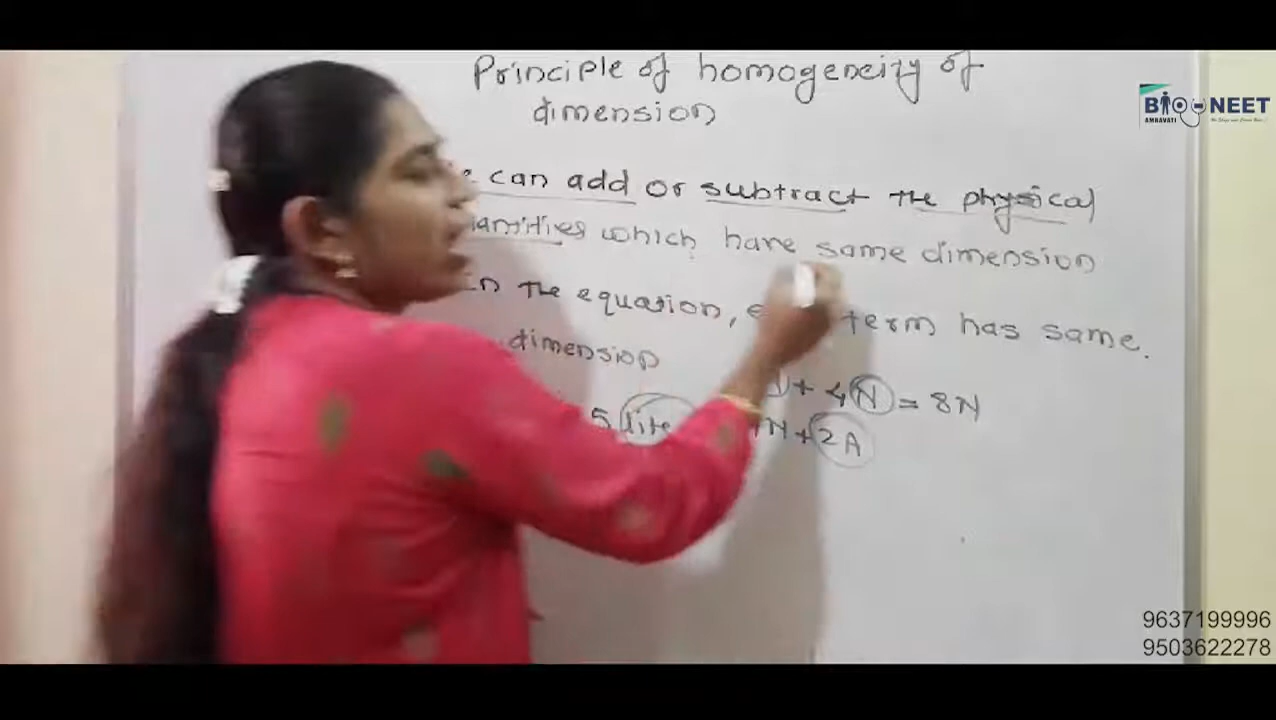 Principle of homogeneity of
dimension
can add or subtract the physical
which have same dimension
the equation, term has same.
dimension
+ 4N = 8N
5 + 2A
BIO-NEET
AMRAVATI
9637199996
9503622278